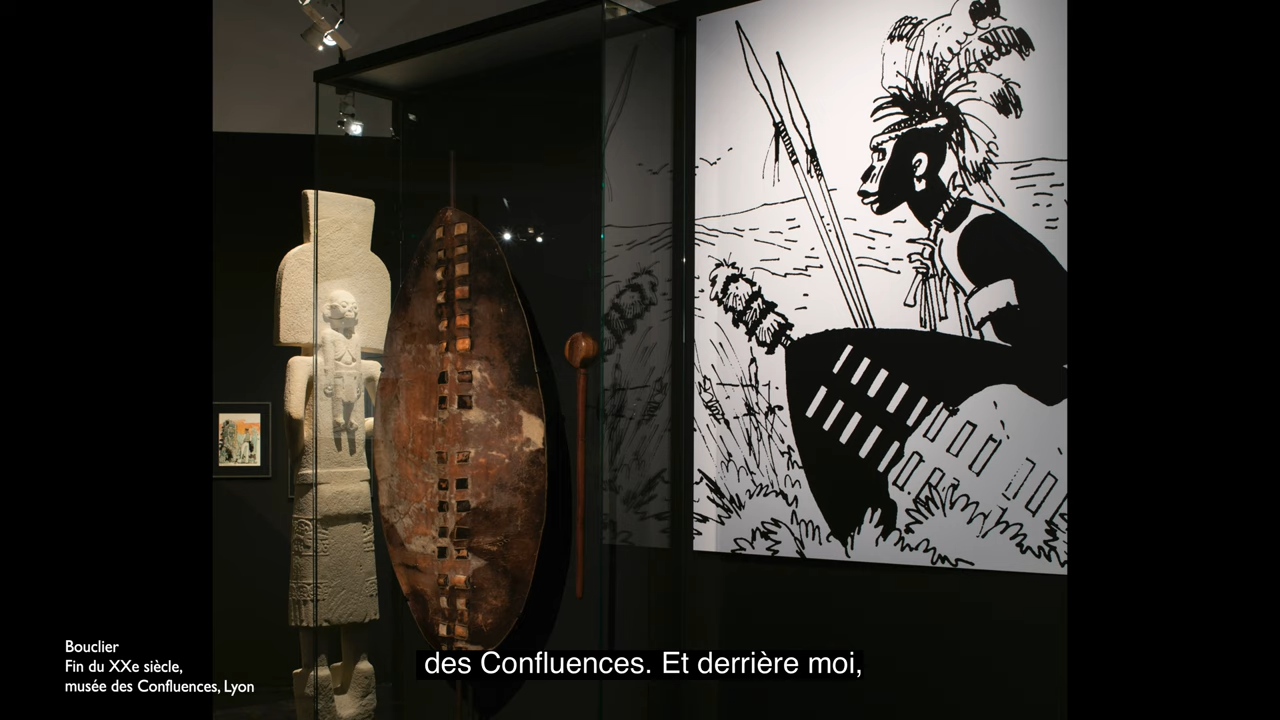 Bouclier
Fin du XXe siècle,
musée des Confluences, Lyon
des Confluences. Et derrière moi,